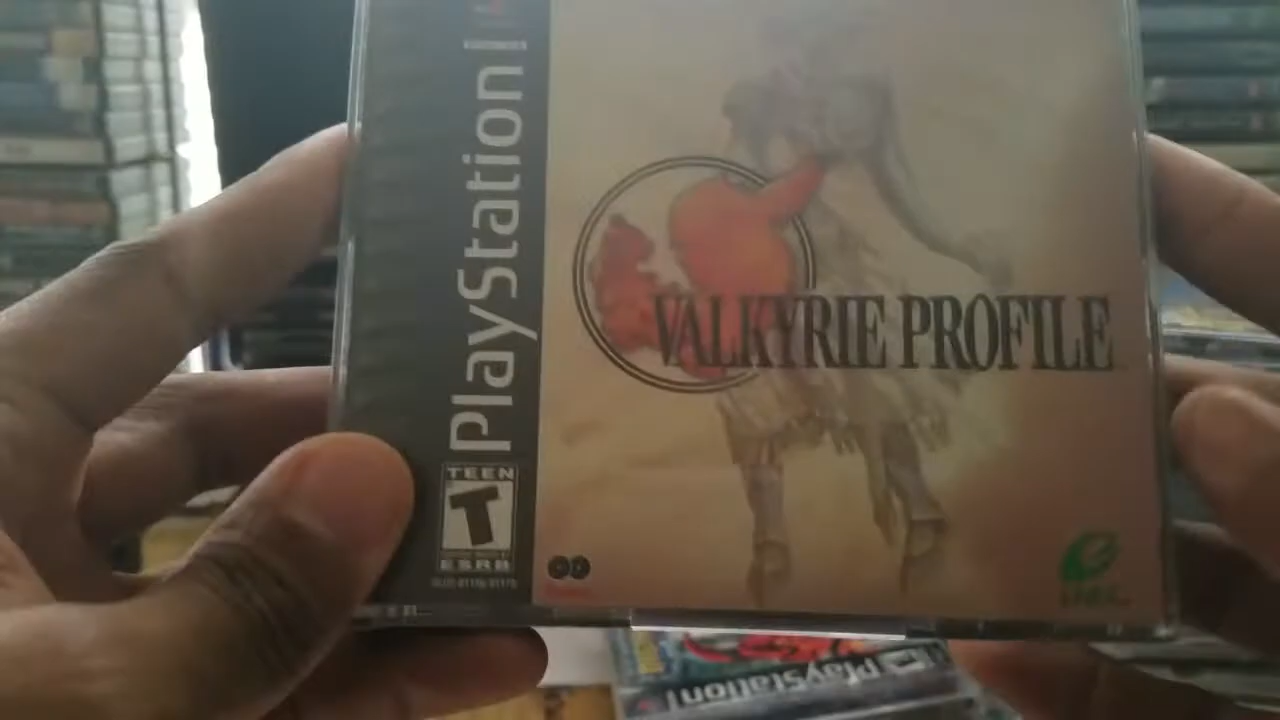 PlayStation
VALKYRIE PROFILE
TEEN
T
ESRB
PlayStation